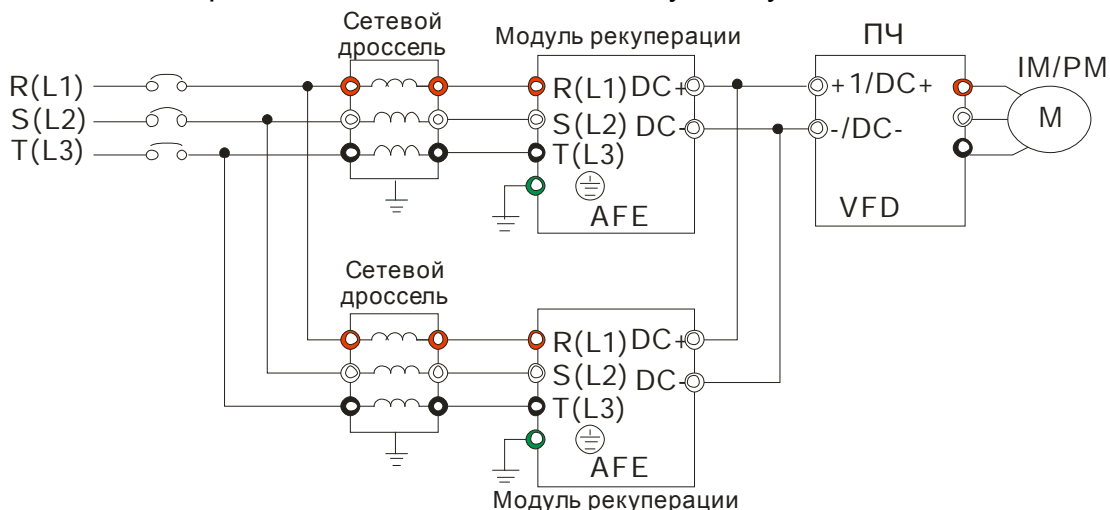 Сетевой
дроссель
Модуль рекуперации
ПЧ
IM/PM
R(L1)
S(L2)
T(L3)
R(L1) DC+
S(L2) DC-
T(L3)
AFE
+1/DC+
-/DC-
VFD
M
Сетевой
дроссель
R(L1) DC+
S(L2) DC-
T(L3)
AFE
Модуль рекуперации